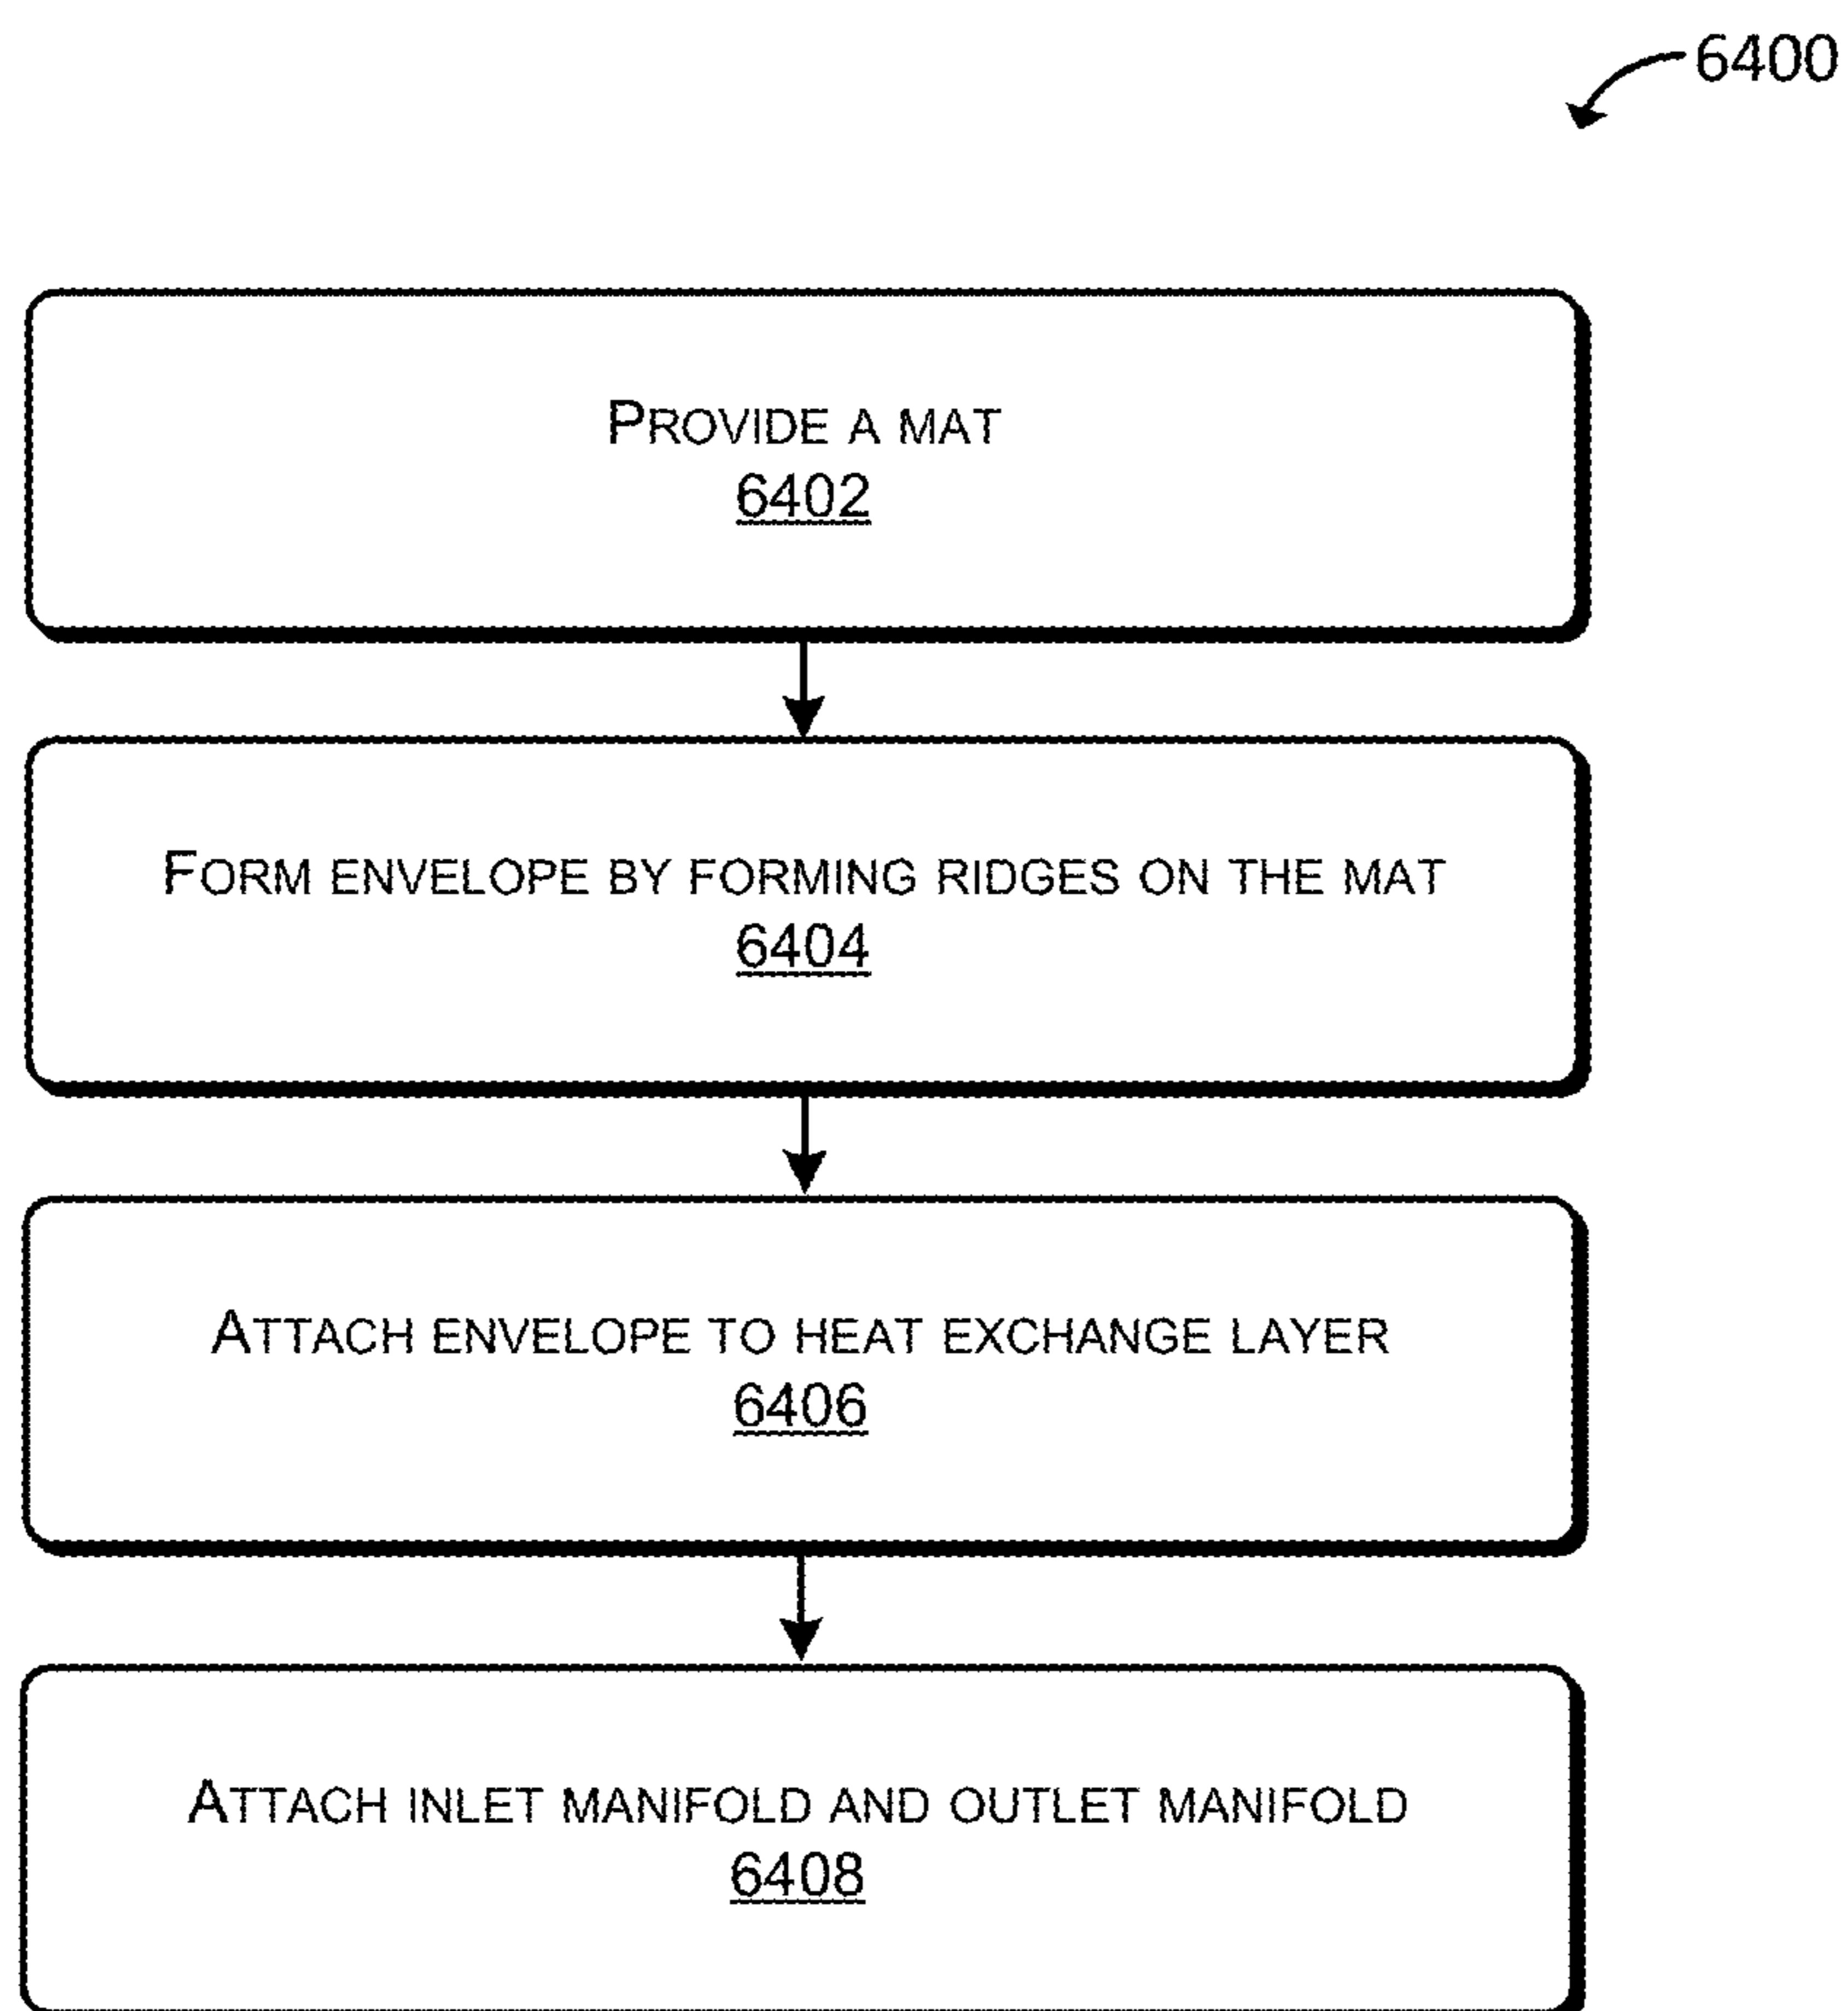 6400
PROVIDE A MAT
6402
FORM ENVELOPE BY FORMING RIDGES ON THE MAT
6404
ATTACH ENVELOPE TO HEAT EXCHANGE LAYER
6406
ATTACH INLET MANIFOLD AND OUTLET MANIFOLD
6408